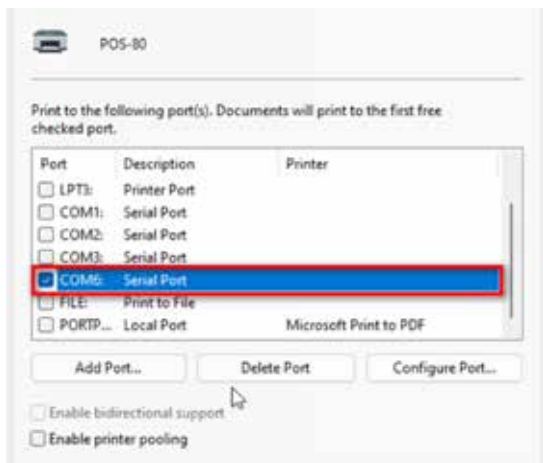 POS-80
Print to the following port(s). Documents will print to the first free
checked port.
Port Description Printer
LPT3: Printer Port
COM1: Serial Port
COM2: Serial Port
COM3: Serial Port
COM6: Serial Port
FILE: Print to File
PORTP... Local Port Microsoft Print to PDF
Add Port... Delete Port Configure Port...
Enable bidirectional support
Enable printer pooling